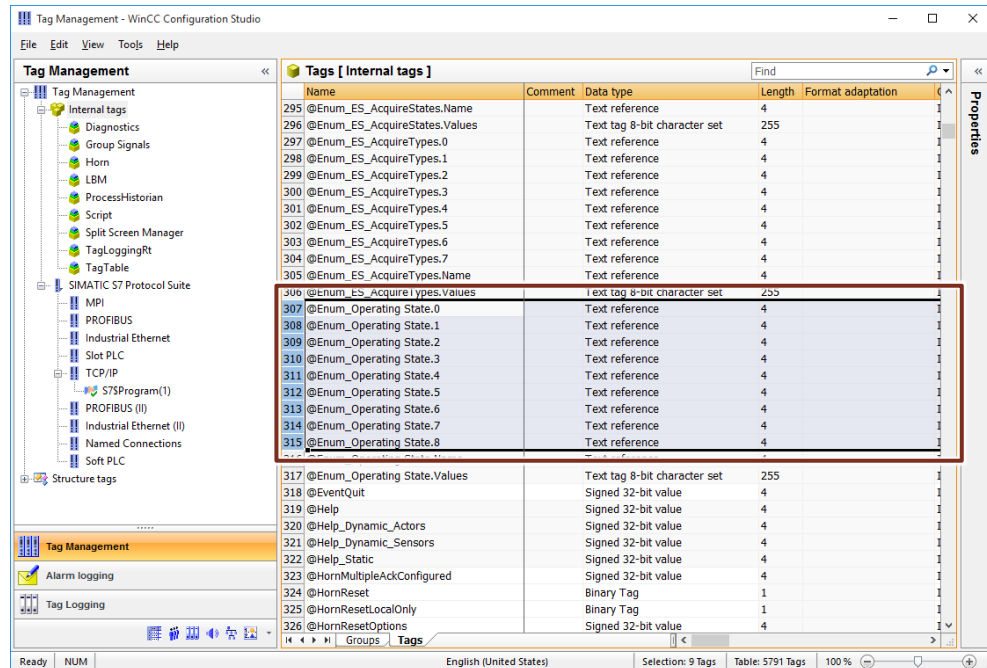 Tag Management - WinCC Configuration Studio
File Edit View Tools Help
Tag Management «
Tag Management
Internal tags
Diagnostics
Group Signals
Horn
LBM
ProcessHistorian
Script
Split Screen Manager
TagLoggingRt
TagTable
SIMATIC S7 Protocol Suite
MPI
PROFIBUS
Industrial Ethernet
Slot PLC
TCP/IP
S7$Program(1)
PROFIBUS (II)
Industrial Ethernet (II)
Named Connections
Soft PLC
Structure tags
Tag Management
Alarm logging
Tag Logging
Tags [ Internal tags ] Find
Name Comment Data type Length Format adaptation
295 @Enum_ES_AcquireStates.Name Text reference 4
296 @Enum_ES_AcquireStates.Values Text tag 8-bit character set 255
297 @Enum_ES_AcquireTypes.0 Text reference 4
298 @Enum_ES_AcquireTypes.1 Text reference 4
299 @Enum_ES_AcquireTypes.2 Text reference 4
300 @Enum_ES_AcquireTypes.3 Text reference 4
301 @Enum_ES_AcquireTypes.4 Text reference 4
302 @Enum_ES_AcquireTypes.5 Text reference 4
303 @Enum_ES_AcquireTypes.6 Text reference 4
304 @Enum_ES_AcquireTypes.7 Text reference 4
305 @Enum_ES_AcquireTypes.Name Text reference 4
306 @Enum_ES_AcquireTypes.Values Text tag 8-bit character set 255
307 @Enum_Operating State.0 Text reference 4
308 @Enum_Operating State.1 Text reference 4
309 @Enum_Operating State.2 Text reference 4
310 @Enum_Operating State.3 Text reference 4
311 @Enum_Operating State.4 Text reference 4
312 @Enum_Operating State.5 Text reference 4
313 @Enum_Operating State.6 Text reference 4
314 @Enum_Operating State.7 Text reference 4
315 @Enum_Operating State.8 Text reference 4
317 @Enum_Operating State.Values Text tag 8-bit character set 255
318 @EventQuit Signed 32-bit value 4
319 @Help Signed 32-bit value 4
320 @Help_Dynamic_Actors Signed 32-bit value 4
321 @Help_Dynamic_Sensors Signed 32-bit value 4
322 @Help_Static Signed 32-bit value 4
323 @HornMultipleAckConfigured Signed 32-bit value 4
324 @HornReset Binary Tag 1
325 @HornResetLocalOnly Binary Tag 1
326 @HornResetOptions Signed 32-bit value 4
Groups Tags
«
Properties
Ready NUM English (United States) Selection: 9 Tags Table: 5791 Tags 100 %